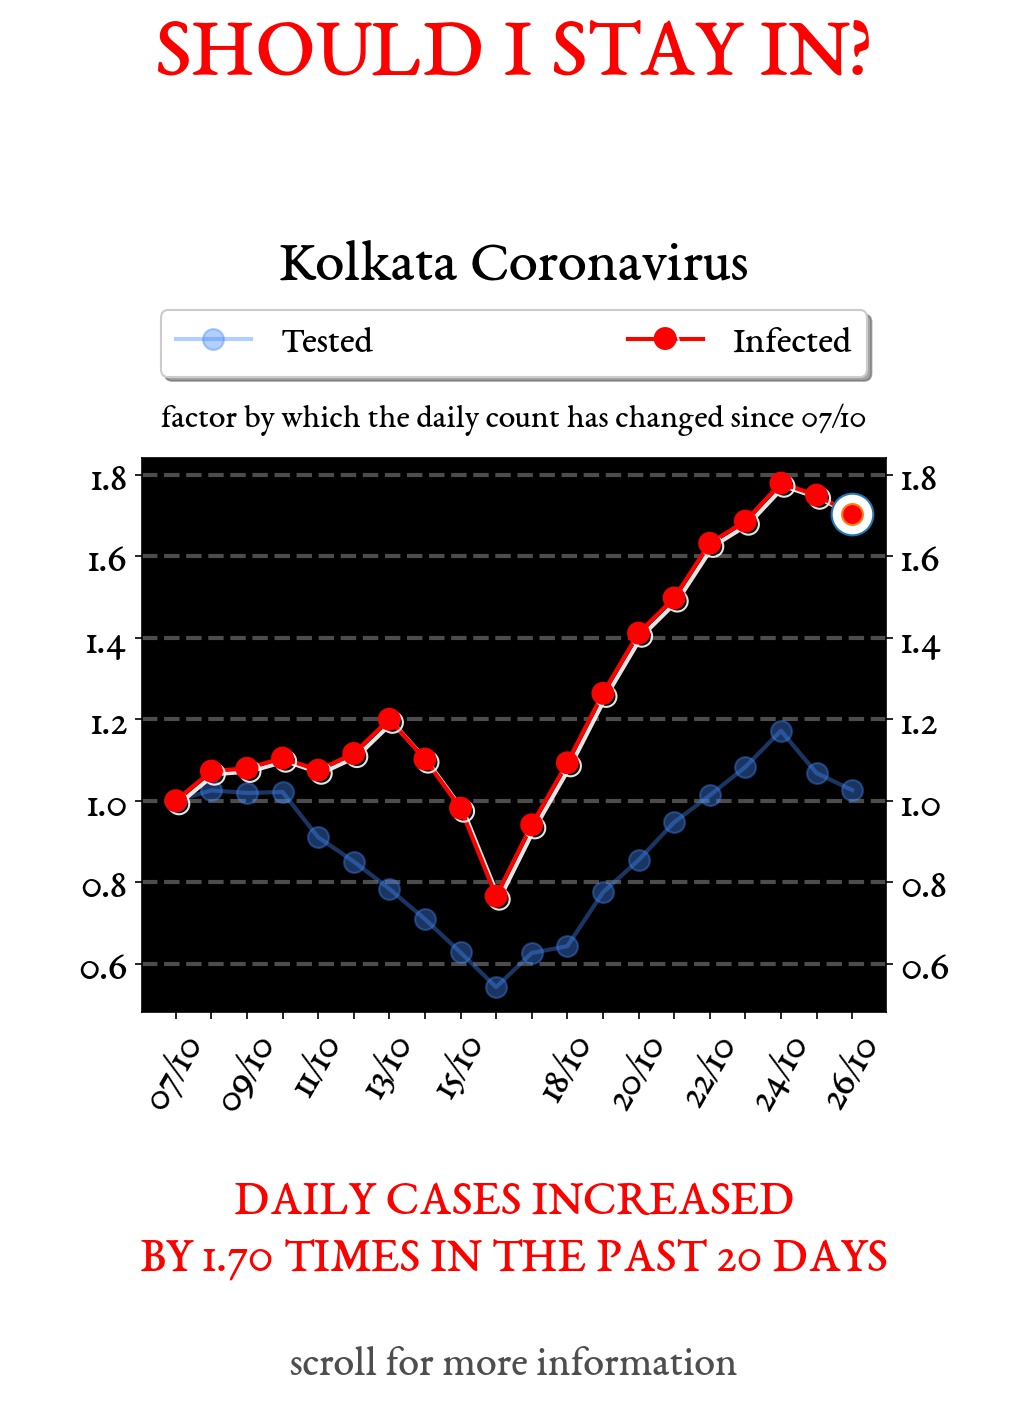 SHOULD I STAY IN?
Kolkata Coronavirus
Tested Infected
factor by which the daily count has changed since 07/10
1.8 1.8
1.6 1.6
1.4 1.4
1.2 1.2
1.0 1.0
0.8 0.8
0.6 0.6
07/10 09/10 11/10 13/10 15/10 18/10 20/10 22/10 24/10 26/10
DAILY CASES INCREASED
BY 1.70 TIMES IN THE PAST 20 DAYS
scroll for more information